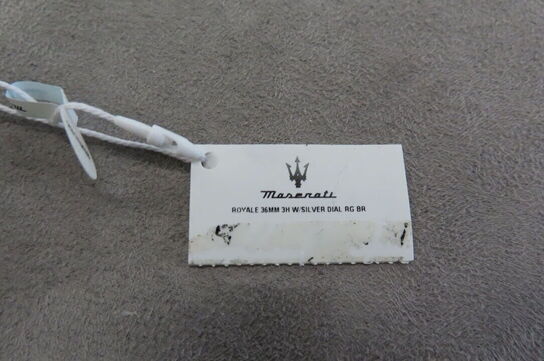 Maserati
ROYALE 36MM 3H W/SILVER DIAL RG BR